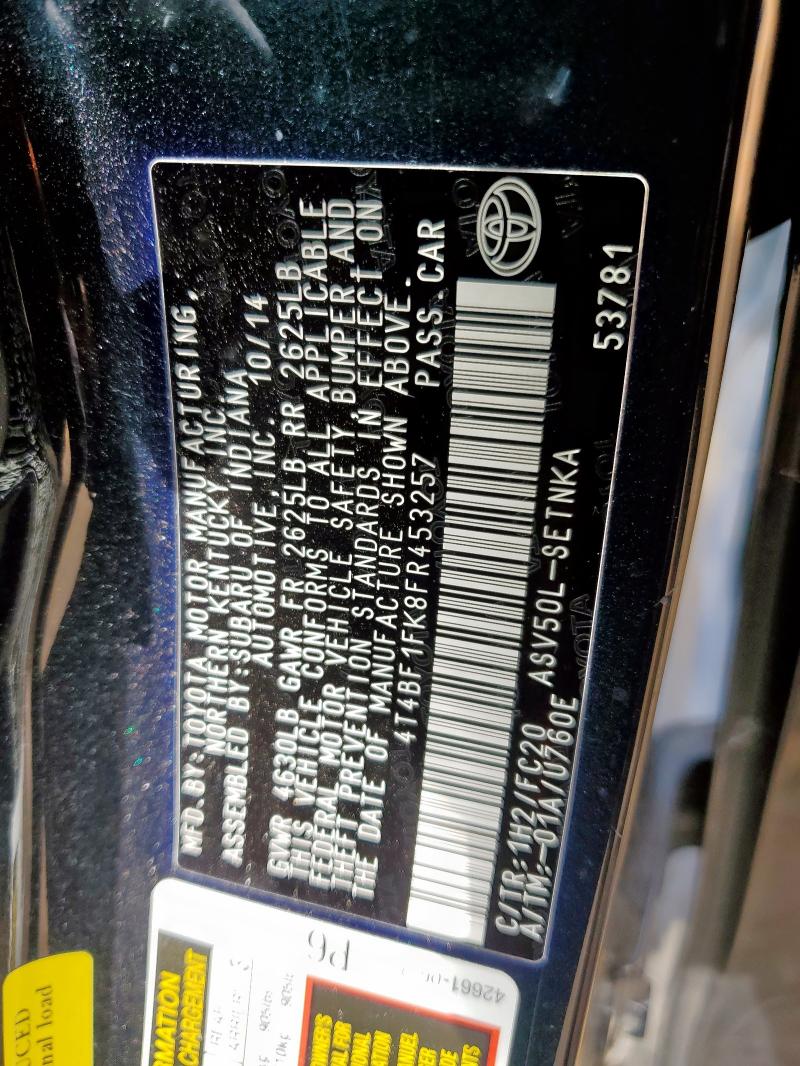 MFD.BY:TOYOTA MOTOR MANUFACTURING,
NORTHERN KENTUCKY INC.
ASSEMBLED BY:SUBARU OF INDIANA
AUTOMOTIVE, INC. 10/14
GVWR 4630LB GAWR FR 2625LB RR 2625LB
THIS VEHICLE CONFORMS TO ALL APPLICABLE
FEDERAL MOTOR VEHICLE SAFETY, BUMPER AND
THEFT PREVENTION STANDARDS IN EFFECT ON
THE DATE OF MANUFACTURE SHOWN ABOVE.
4T4BF1FK8FR453257 PASS.CAR
C/TR:1H2/FC20 ASV50L-SETNKA
A/TM:-01A/U760E
53781
P6
CHARGEMENT
nal load